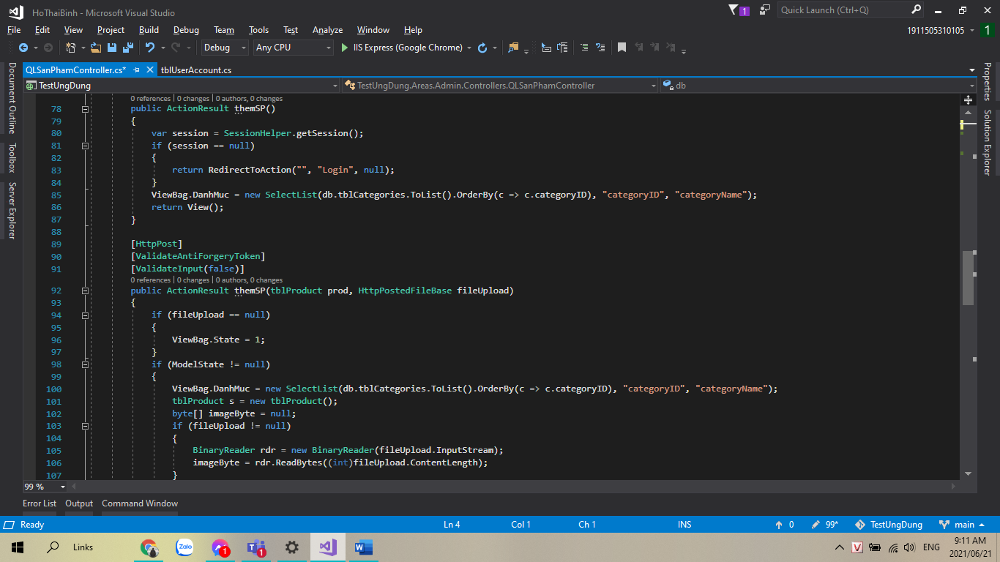 HoThaiBinh - Microsoft Visual Studio
1
Quick Launch (Ctrl+Q)
File Edit View Project Build Debug Team Tools Test Analyze Window Help
1911505310105
1
Debug
Any CPU
IIS Express (Google Chrome)
QLSanPhamController.cs*
tblUserAccount.cs
TestUngDung
TestUngDung.Areas.Admin.Controllers.QLSanPhamController
db
Document Outline
Toolbox
Server Explorer
Properties
Solution Explorer
0 references | 0 changes | 0 authors, 0 changes
78 public ActionResult themSP()
79 {
80 var session = SessionHelper.getSession();
81 if (session == null)
82 {
83 return RedirectToAction("", "Login", null);
84 }
85 ViewBag.DanhMuc = new SelectList(db.tblCategories.ToList().OrderBy(c => c.categoryID), "categoryID", "categoryName");
86 return View();
87 }
88
89 [HttpPost]
90 [ValidateAntiForgeryToken]
91 [ValidateInput(false)]
0 references | 0 changes | 0 authors, 0 changes
92 public ActionResult themSP(tblProduct prod, HttpPostedFileBase fileUpload)
93 {
94 if (fileUpload == null)
95 {
96 ViewBag.State = 1;
97 }
98 if (ModelState != null)
99 {
100 ViewBag.DanhMuc = new SelectList(db.tblCategories.ToList().OrderBy(c => c.categoryID), "categoryID", "categoryName");
101 tblProduct s = new tblProduct();
102 byte[] imageByte = null;
103 if (fileUpload != null)
104 {
105 BinaryReader rdr = new BinaryReader(fileUpload.InputStream);
106 imageByte = rdr.ReadBytes((int)fileUpload.ContentLength);
107 }
99 %
Error List Output Command Window
Ready
Ln 4
Col 1
Ch 1
INS
0
99*
TestUngDung
main
Links
Zalo
1
1
W
V
ENG
9:11 AM
2021/06/21